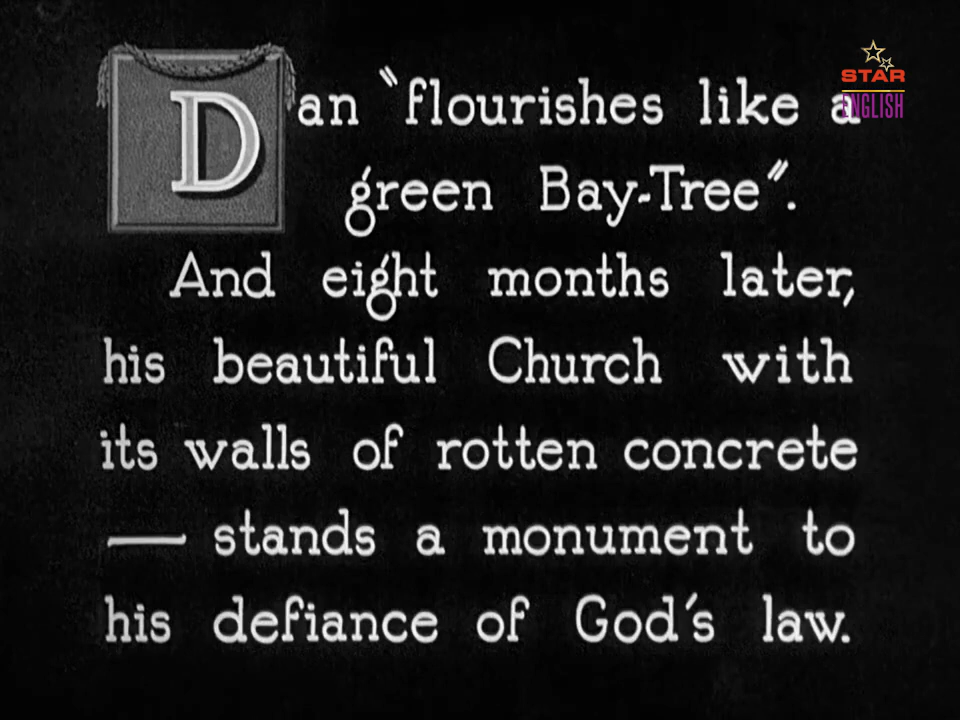 Dan "flourishes like a
green Bay-Tree".
And eight months later,
his beautiful Church with
its walls of rotten concrete
— stands a monument to
his defiance of God's law.
STAR
ENGLISH